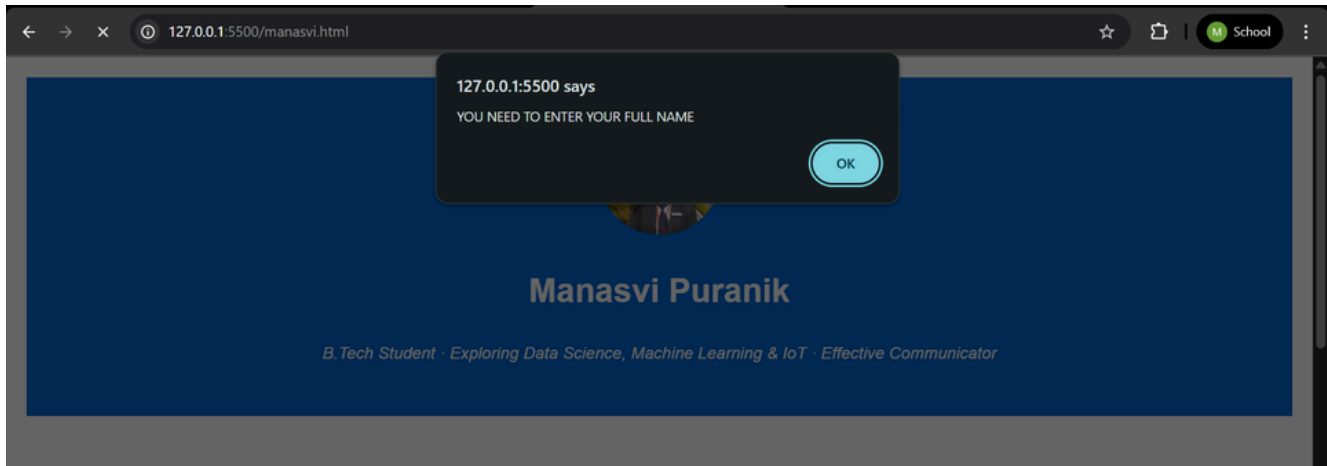 127.0.0.1:5500/manasvi.html
M School
127.0.0.1:5500 says
YOU NEED TO ENTER YOUR FULL NAME
OK
Manasvi Puranik
B.Tech Student · Exploring Data Science, Machine Learning & IoT · Effective Communicator